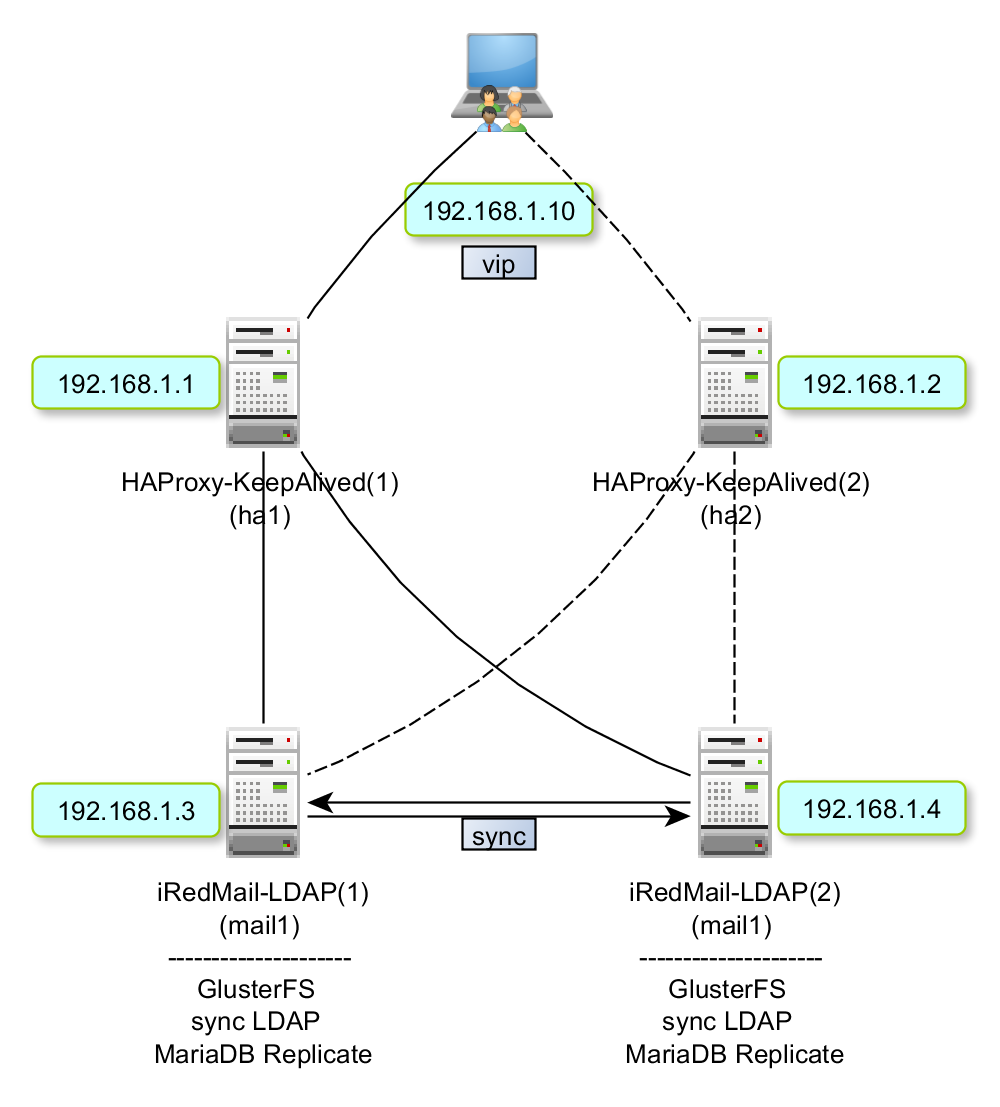 192.168.1.10
vip
192.168.1.1
192.168.1.2
HAProxy-KeepAlived(1)
(ha1)
HAProxy-KeepAlived(2)
(ha2)
192.168.1.3
192.168.1.4
sync
iRedMail-LDAP(1)
(mail1)
---------------------
GlusterFS
sync LDAP
MariaDB Replicate
iRedMail-LDAP(2)
(mail1)
---------------------
GlusterFS
sync LDAP
MariaDB Replicate